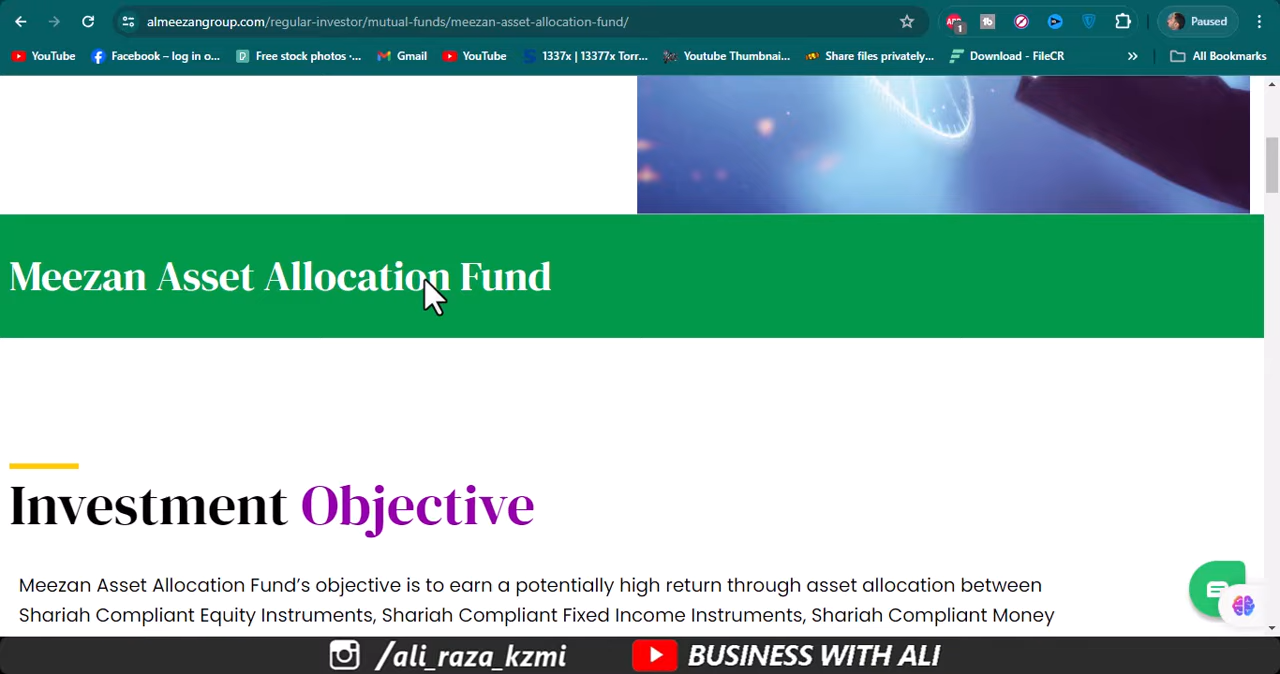 almeezangroup.com/regular-investor/mutual-funds/meezan-asset-allocation-fund/
ABP
1
Paused
YouTube
Facebook – log in o...
D
Free stock photos ·...
Gmail
YouTube
1337x | 13377x Torr...
Youtube Thumbnai...
Share files privately...
Download - FileCR
»
All Bookmarks
Meezan Asset Allocation Fund
Investment Objective
Meezan Asset Allocation Fund's objective is to earn a potentially high return through asset allocation between
Shariah Compliant Equity Instruments, Shariah Compliant Fixed Income Instruments, Shariah Compliant Money
/ali_raza_kzmi
BUSINESS WITH ALI